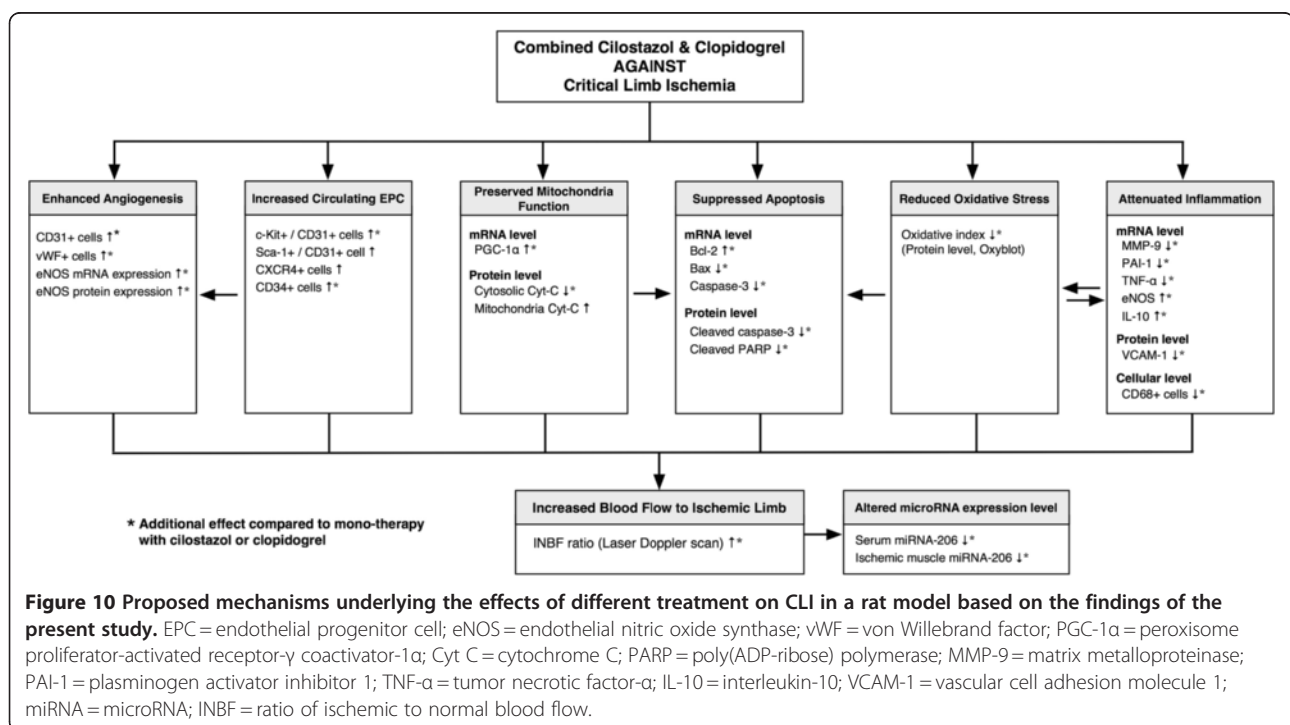 Combined Cilostazol & Clopidogrel
AGAINST
Critical Limb Ischemia
Enhanced Angiogenesis
CD31+ cells ↑*
vWF+ cells ↑*
eNOS mRNA expression ↑*
eNOS protein expression ↑*
Increased Circulating EPC
c-Kit+ / CD31+ cells ↑*
Sca-1+ / CD31+ cell ↑
CXCR4+ cells ↑
CD34+ cells ↑*
Preserved Mitochondria
Function
mRNA level
PGC-1α ↑*
Protein level
Cytosolic Cyt-C ↓*
Mitochondria Cyt-C ↑
Suppressed Apoptosis
mRNA level
Bcl-2 ↑*
Bax ↓*
Caspase-3 ↓*
Protein level
Cleaved caspase-3 ↓*
Cleaved PARP ↓*
Reduced Oxidative Stress
Oxidative index ↓*
(Protein level, Oxyblot)
Attenuated Inflammation
mRNA level
MMP-9 ↓*
PAI-1 ↓*
TNF-α ↓*
eNOS ↑*
IL-10 ↑*
Protein level
VCAM-1 ↓*
Cellular level
CD68+ cells ↓*
* Additional effect compared to mono-therapy
with cilostazol or clopidogrel
Increased Blood Flow to Ischemic Limb
INBF ratio (Laser Doppler scan) ↑*
Altered microRNA expression level
Serum miRNA-206 ↓*
Ischemic muscle miRNA-206 ↓*
Figure 10 Proposed mechanisms underlying the effects of different treatment on CLI in a rat model based on the findings of the
present study. EPC = endothelial progenitor cell; eNOS = endothelial nitric oxide synthase; vWF = von Willebrand factor; PGC-1α = peroxisome
proliferator-activated receptor-γ coactivator-1α; Cyt C = cytochrome C; PARP = poly(ADP-ribose) polymerase; MMP-9 = matrix metalloproteinase;
PAI-1 = plasminogen activator inhibitor 1; TNF-α = tumor necrotic factor-α; IL-10 = interleukin-10; VCAM-1 = vascular cell adhesion molecule 1;
miRNA = microRNA; INBF = ratio of ischemic to normal blood flow.